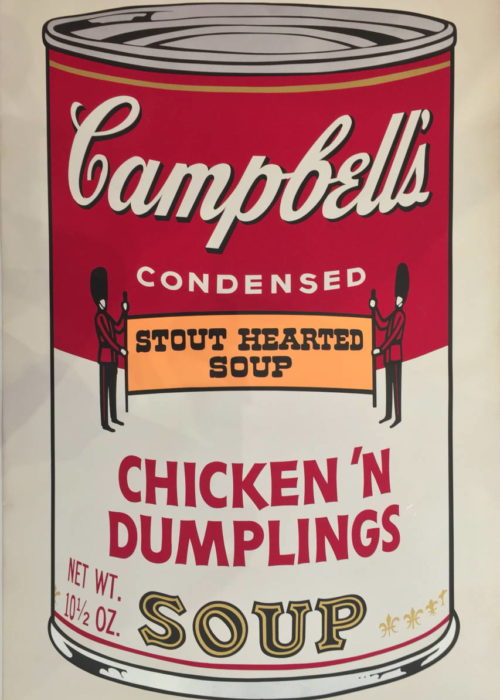 Campbell's
CONDENSED
STOUT HEARTED
SOUP
CHICKEN 'N
DUMPLINGS
NET WT.
10½ OZ.
SOUP